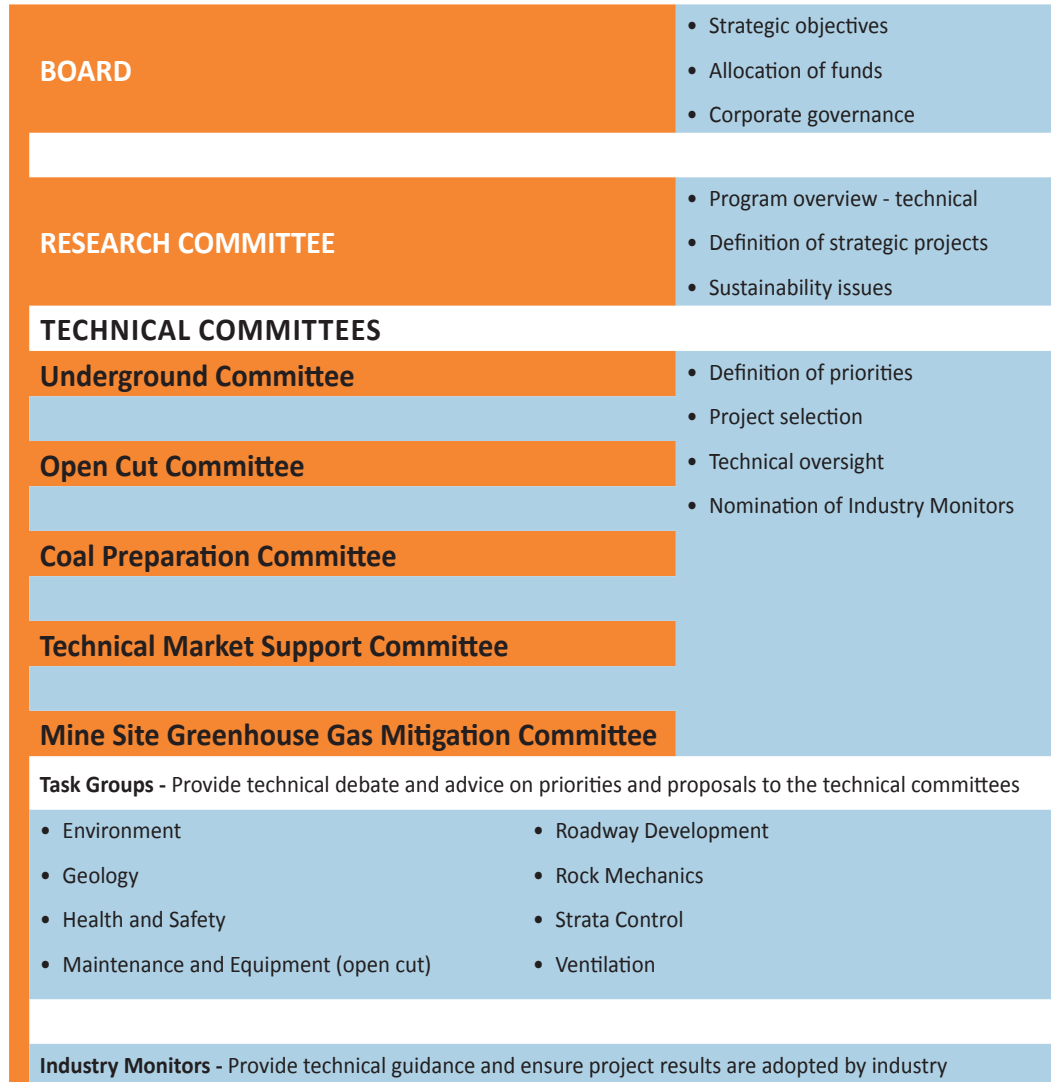 BOARD
• Strategic objectives
• Allocation of funds
• Corporate governance
RESEARCH COMMITTEE
• Program overview - technical
• Definition of strategic projects
• Sustainability issues
TECHNICAL COMMITTEES
Underground Committee
Open Cut Committee
Coal Preparation Committee
Technical Market Support Committee
Mine Site Greenhouse Gas Mitigation Committee
• Definition of priorities
• Project selection
• Technical oversight
• Nomination of Industry Monitors
Task Groups - Provide technical debate and advice on priorities and proposals to the technical committees
• Environment
• Geology
• Health and Safety
• Maintenance and Equipment (open cut)
• Roadway Development
• Rock Mechanics
• Strata Control
• Ventilation
Industry Monitors - Provide technical guidance and ensure project results are adopted by industry